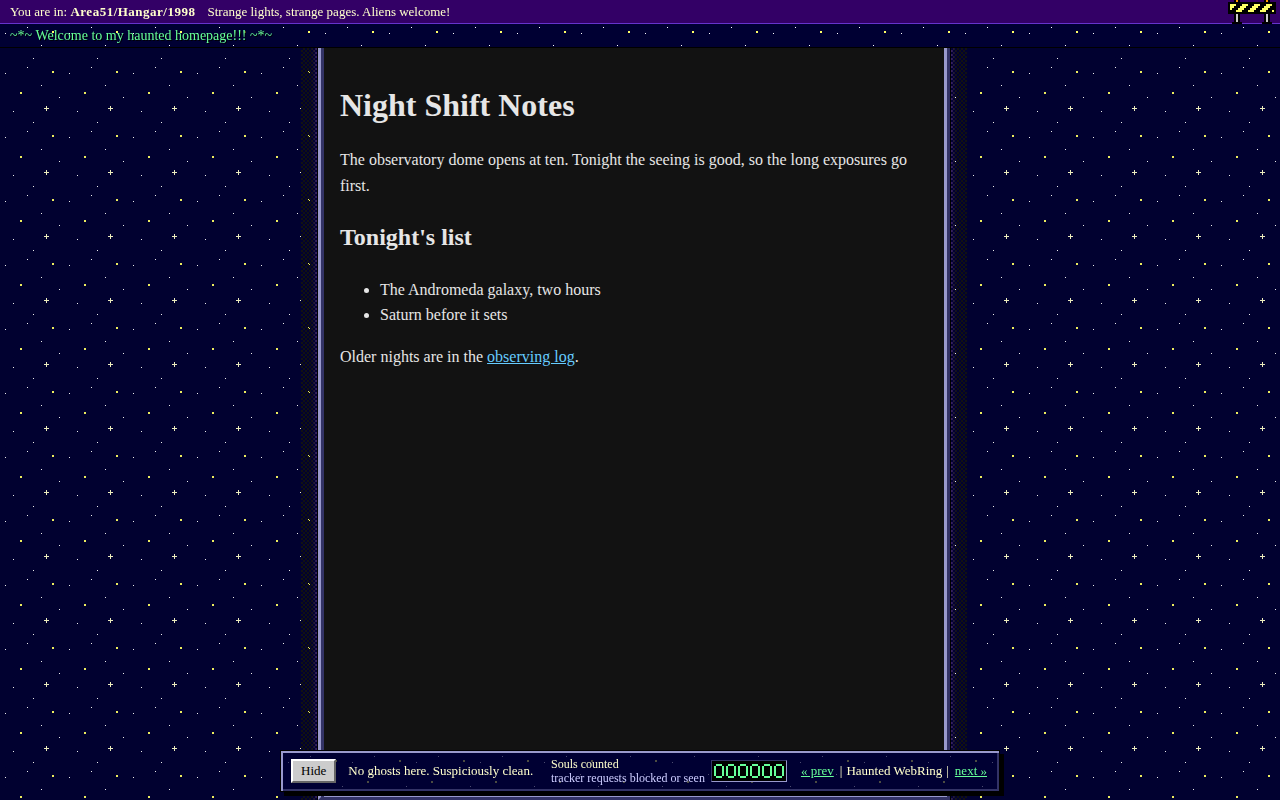 You are in: Area51/Hangar/1998 Strange lights, strange pages. Aliens welcome!
~*~ Welcome to my haunted homepage!!! ~*~
Night Shift Notes
The observatory dome opens at ten. Tonight the seeing is good, so the long exposures go
first.
Tonight's list
The Andromeda galaxy, two hours
Saturn before it sets
Older nights are in the observing log.
Hide
No ghosts here. Suspiciously clean.
Souls counted
tracker requests blocked or seen
000000
« prev | Haunted WebRing | next »